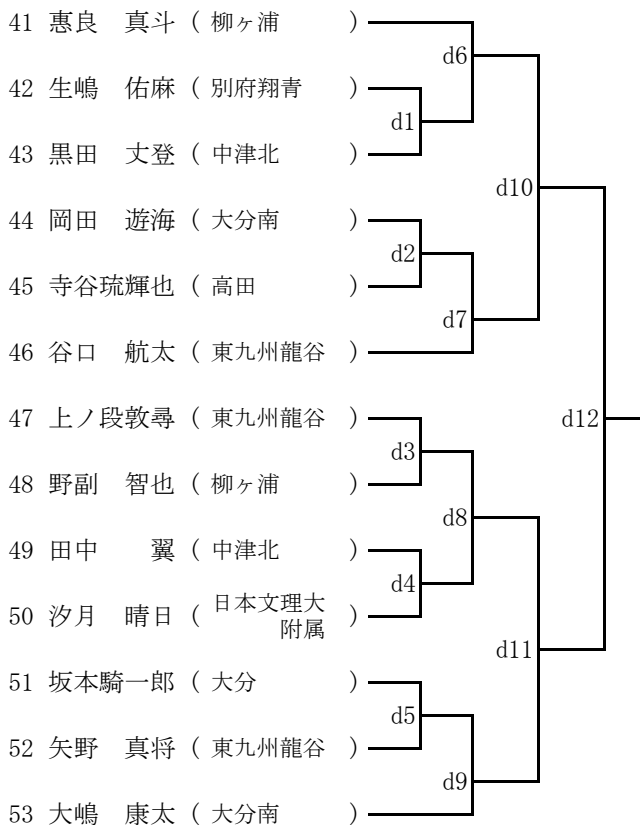 41 惠良　真斗 ( 柳ヶ浦 )
d6
42 生嶋　佑麻 ( 別府翔青 )
d1
43 黒田　丈登 ( 中津北 )
d10
44 岡田　遊海 ( 大分南 )
d2
45 寺谷琉輝也 ( 高田 )
d7
46 谷口　航太 ( 東九州龍谷 )
47 上ノ段敦尋 ( 東九州龍谷 )
d12
d3
48 野副　智也 ( 柳ヶ浦 )
d8
49 田中　　翼 ( 中津北 )
d4
50 汐月　晴日 ( 日本文理大
附属 )
d11
51 坂本騎一郎 ( 大分 )
d5
52 矢野　真将 ( 東九州龍谷 )
d9
53 大嶋　康太 ( 大分南 )